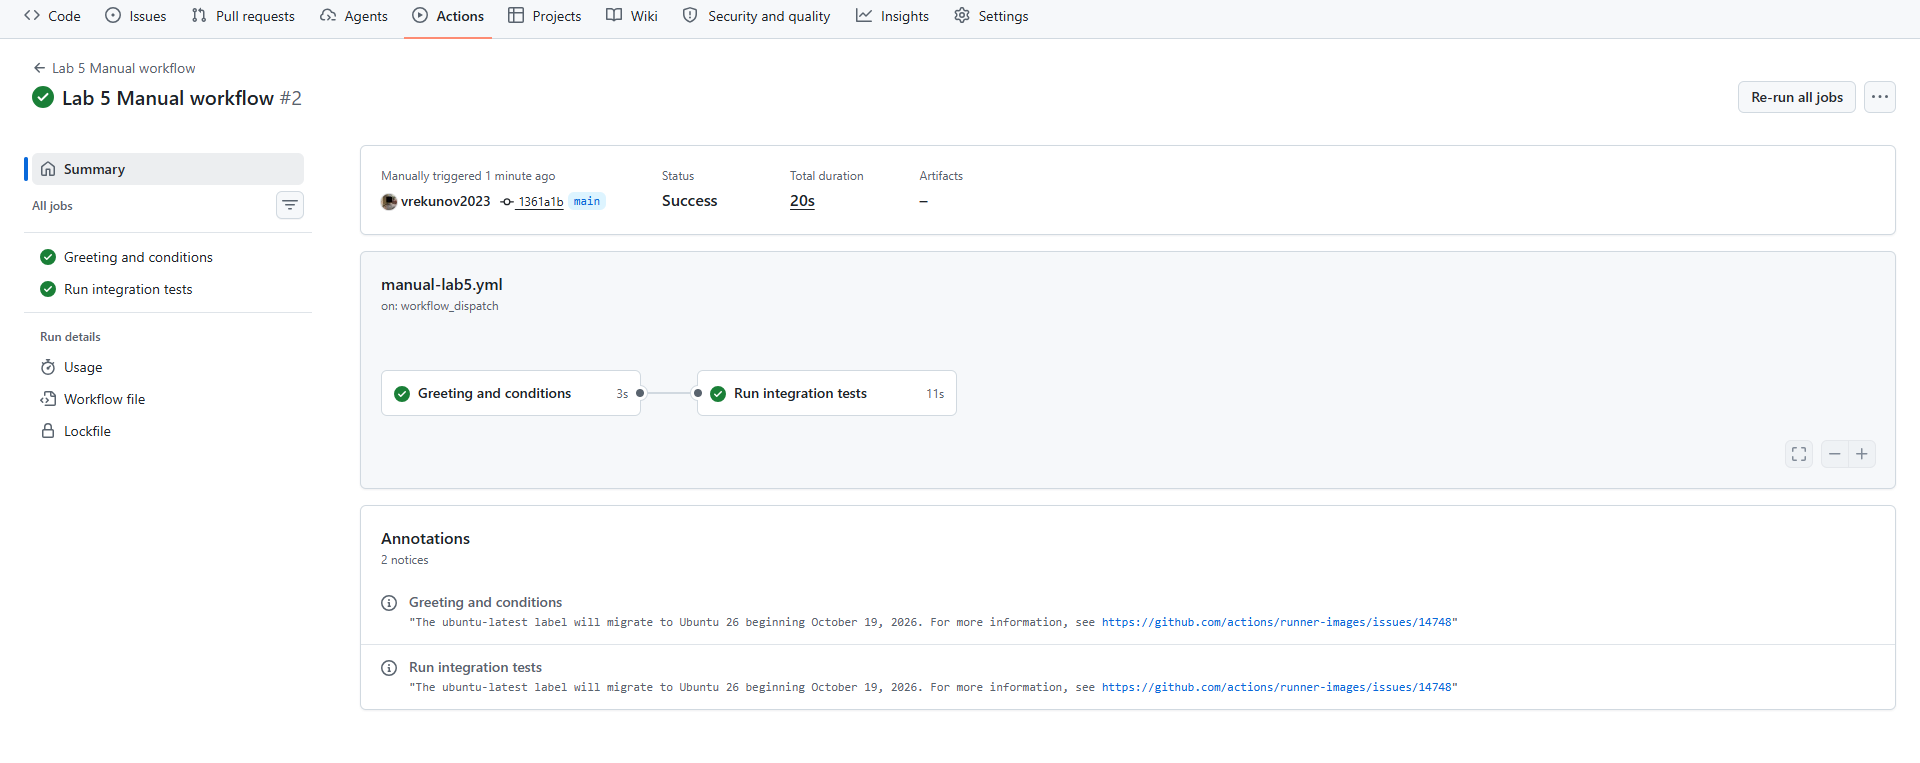 Code Issues Pull requests Agents Actions Projects Wiki Security and quality Insights Settings
Lab 5 Manual workflow
Lab 5 Manual workflow #2
Re-run all jobs
Summary
All jobs
Greeting and conditions
Run integration tests
Run details
Usage
Workflow file
Lockfile
Manually triggered 1 minute ago
vrekunov2023 1361a1b main
Status
Success
Total duration
20s
Artifacts
–
manual-lab5.yml
on: workflow_dispatch
Greeting and conditions 3s
Run integration tests 11s
Annotations
2 notices
Greeting and conditions
"The ubuntu-latest label will migrate to Ubuntu 26 beginning October 19, 2026. For more information, see https://github.com/actions/runner-images/issues/14748"
Run integration tests
"The ubuntu-latest label will migrate to Ubuntu 26 beginning October 19, 2026. For more information, see https://github.com/actions/runner-images/issues/14748"